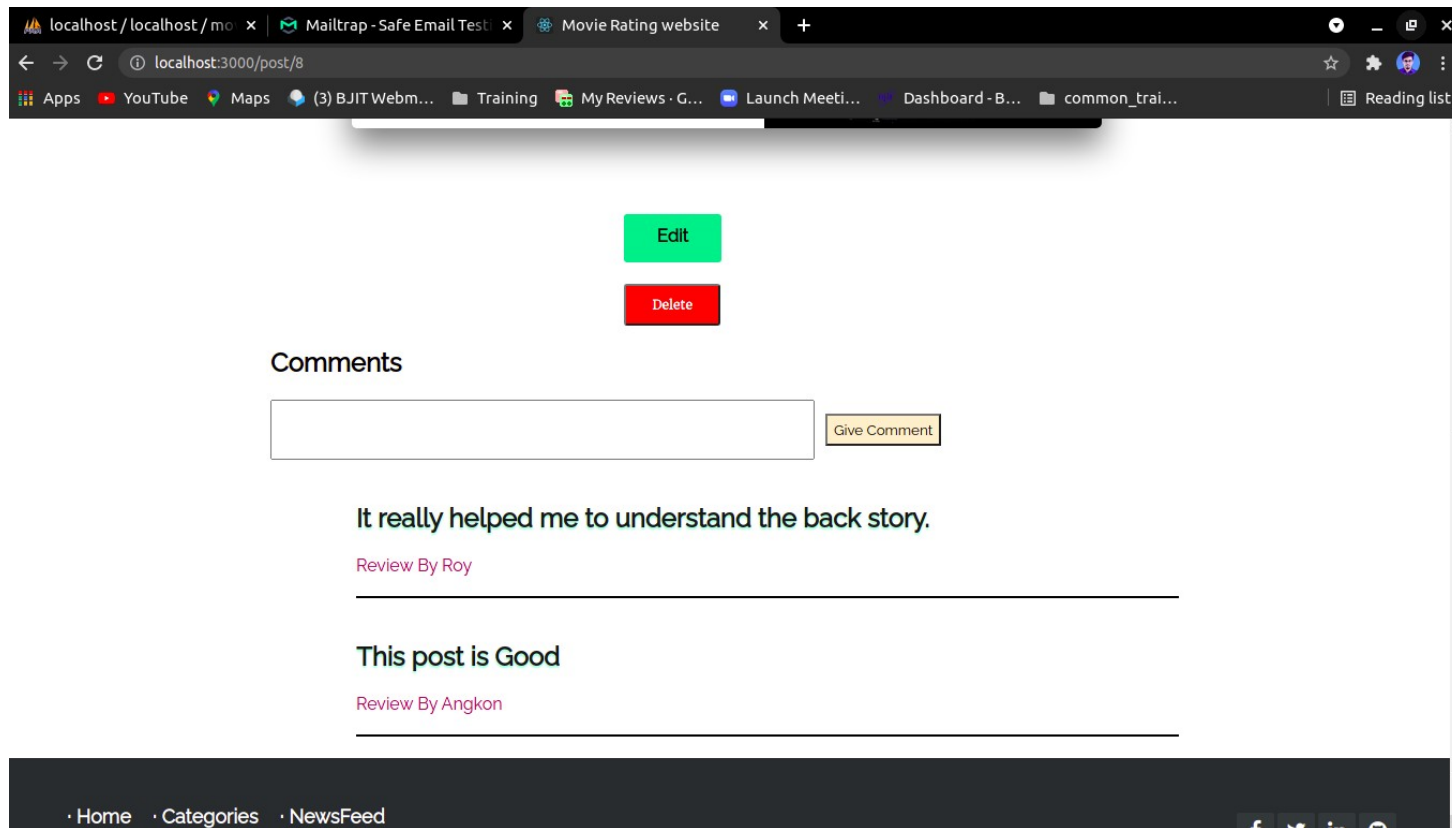 localhost / localhost / mo
Mailtrap - Safe Email Testi
Movie Rating website
localhost:3000/post/8
Apps YouTube Maps (3) BJIT Webm... Training My Reviews · G... Launch Meeti... Dashboard - B... common_trai... Reading list
Edit
Delete
Comments
Give Comment
It really helped me to understand the back story.
Review By Roy
This post is Good
Review By Angkon
· Home · Categories · NewsFeed